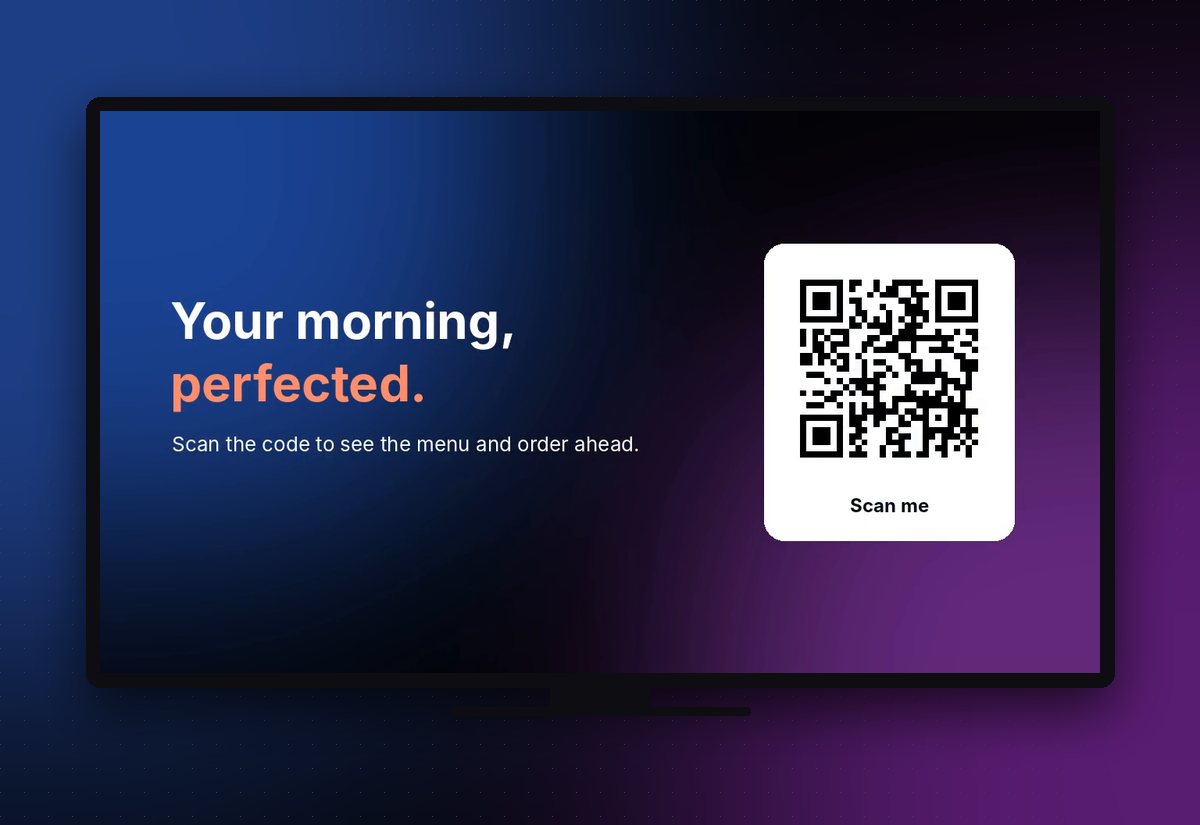 Your morning,
perfected.
Scan the code to see the menu and order ahead.
Scan me